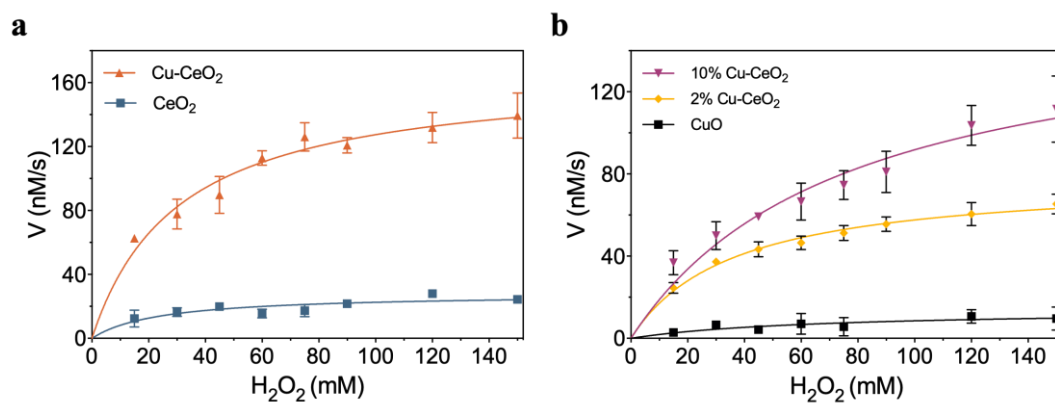 a
V (nM/s)
160
120
80
40
0
Cu-CeO₂
CeO₂
0 20 40 60 80 100 120 140
H₂O₂ (mM)
b
V (nM/s)
120
80
40
0
10% Cu-CeO₂
2% Cu-CeO₂
CuO
0 20 40 60 80 100 120 140
H₂O₂ (mM)